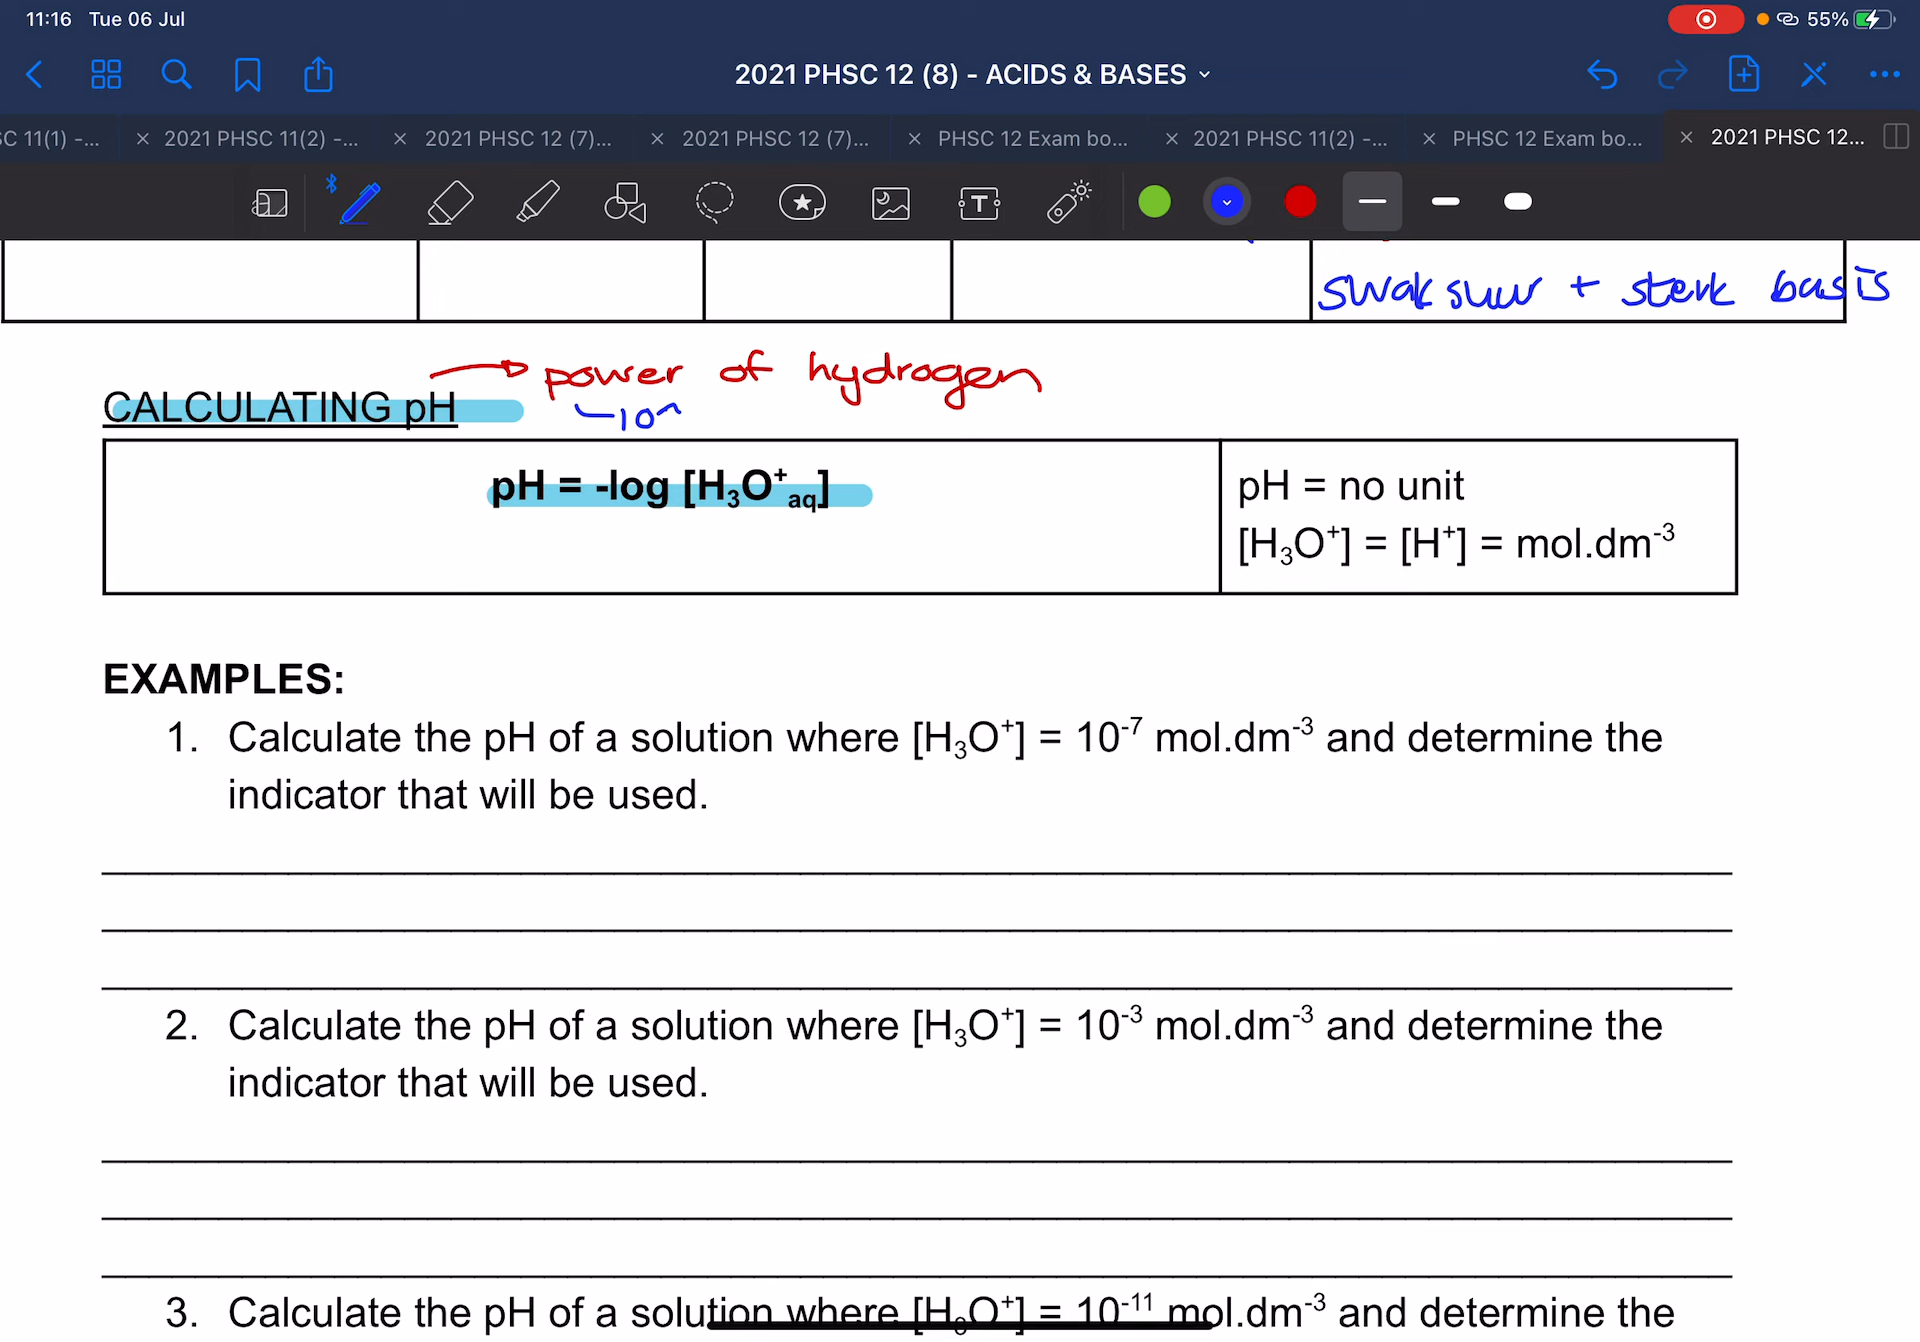 11:16 Tue 06 Jul
55%
2021 PHSC 12 (8) - ACIDS & BASES
SC 11(1) -...
2021 PHSC 11(2) -...
2021 PHSC 12 (7)...
2021 PHSC 12 (7)...
PHSC 12 Exam bo...
2021 PHSC 11(2) -...
PHSC 12 Exam bo...
2021 PHSC 12...
swak suur + sterk basis
power of hydrogen
CALCULATING pH
10ⁿ
pH = -log [H₃O⁺aq]
pH = no unit
[H₃O⁺] = [H⁺] = mol.dm⁻³
EXAMPLES:
1. Calculate the pH of a solution where [H₃O⁺] = 10⁻⁷ mol.dm⁻³ and determine the
indicator that will be used.
2. Calculate the pH of a solution where [H₃O⁺] = 10⁻³ mol.dm⁻³ and determine the
indicator that will be used.
3. Calculate the pH of a solution where [H₃O⁺] = 10⁻¹¹ mol.dm⁻³ and determine the